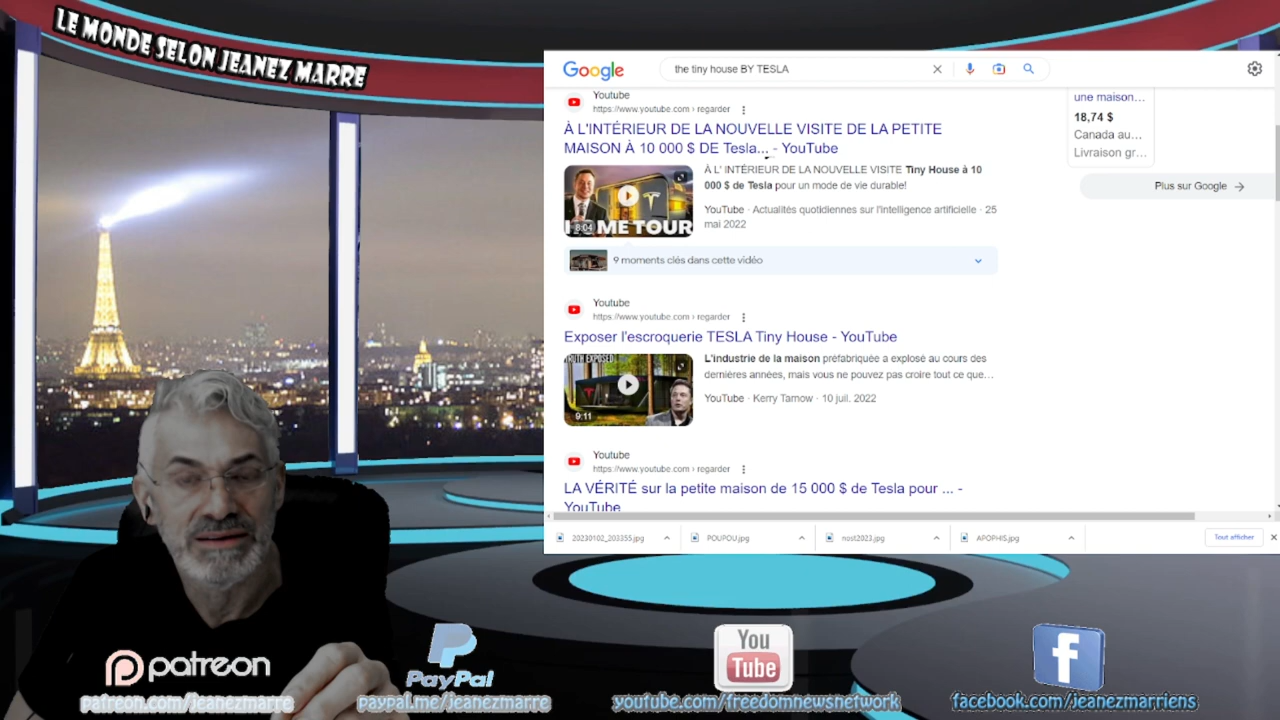 LE MONDE SELON JEANEZ MARRE
Google
the tiny house BY TESLA
Youtube
https://www.youtube.com › regarder
À L'INTÉRIEUR DE LA NOUVELLE VISITE DE LA PETITE
MAISON À 10 000 $ DE Tesla... - YouTube
8:04
ME TOUR
À L' INTÉRIEUR DE LA NOUVELLE VISITE Tiny House à 10
000 $ de Tesla pour un mode de vie durable!
YouTube · Actualités quotidiennes sur l'intelligence artificielle · 25
mai 2022
9 moments clés dans cette vidéo
Youtube
https://www.youtube.com › regarder
Exposer l'escroquerie TESLA Tiny House - YouTube
TRUTH EXPOSED
9:11
L'industrie de la maison préfabriquée a explosé au cours des
dernières années, mais vous ne pouvez pas croire tout ce que…
YouTube · Kerry Tarnow · 10 juil. 2022
Youtube
https://www.youtube.com › regarder
LA VÉRITÉ sur la petite maison de 15 000 $ de Tesla pour ... -
YouTube
une maison…
18,74 $
Canada au…
Livraison gr…
Plus sur Google
20230102_203355.jpg
POUPOU.jpg
nost2023.jpg
APOPHIS.jpg
Tout afficher
patreon
patreon.com/jeanezmarre
PayPal
paypal.me/jeanezmarre
You
Tube
youtube.com/freedomnewsnetwork
f
facebook.com/jeanezmarriens